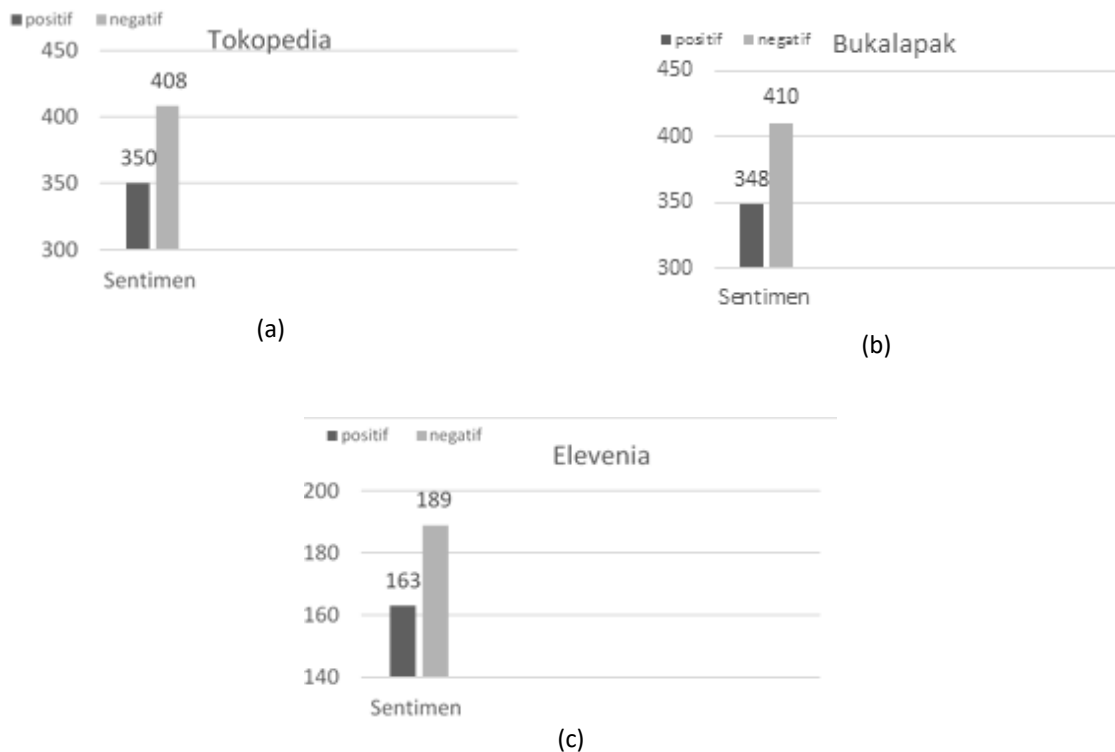 positif negatif
Tokopedia
450
408
400
350
350
300
Sentimen
(a)
positif negatif
Bukalapak
450
410
400
348
350
300
Sentimen
(b)
positif negatif
Elevenia
200
189
180
163
160
140
Sentimen
(c)